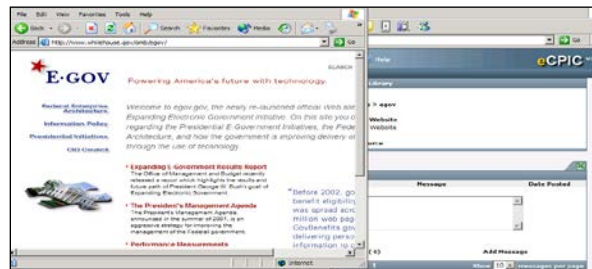 File Edit View Favorites Tools Help
Back Search Favorites Media
Address http://www.whitehouse.gov/omb/egov/ Go
SEARCH
E·GOV
Powering America's future with technology.
Federal Enterprise
Architecture
Information Policy
Presidential Initiatives
CIO Council
Welcome to egov.gov, the newly re-launched official Web
Expanding Electronic Government initiative. On this site you
regarding the Presidential E-Government Initiatives, the Fede
Architecture, and how the government is improving delivery of
through the use of technology.
Expanding E-Government Results Report
The Office of Management and Budget recently
released a report which highlights the results and
future path of President George W. Bush's goal of
Expanding Electronic Government.
The President's Management Agenda
The President's Management Agenda,
announced in the summer of 2001, is an
aggressive strategy for improving the
management of the Federal government.
Performance Measurements
"Before 2002, go
benefit eligibili
was spread acro
million web pag
GovBenefits gov
delivering perso
information to
Internet
Go
Help
eCPIC
Library
> egov
Website
Website
Message Date Posted
Add Message
Show 10 messages per page